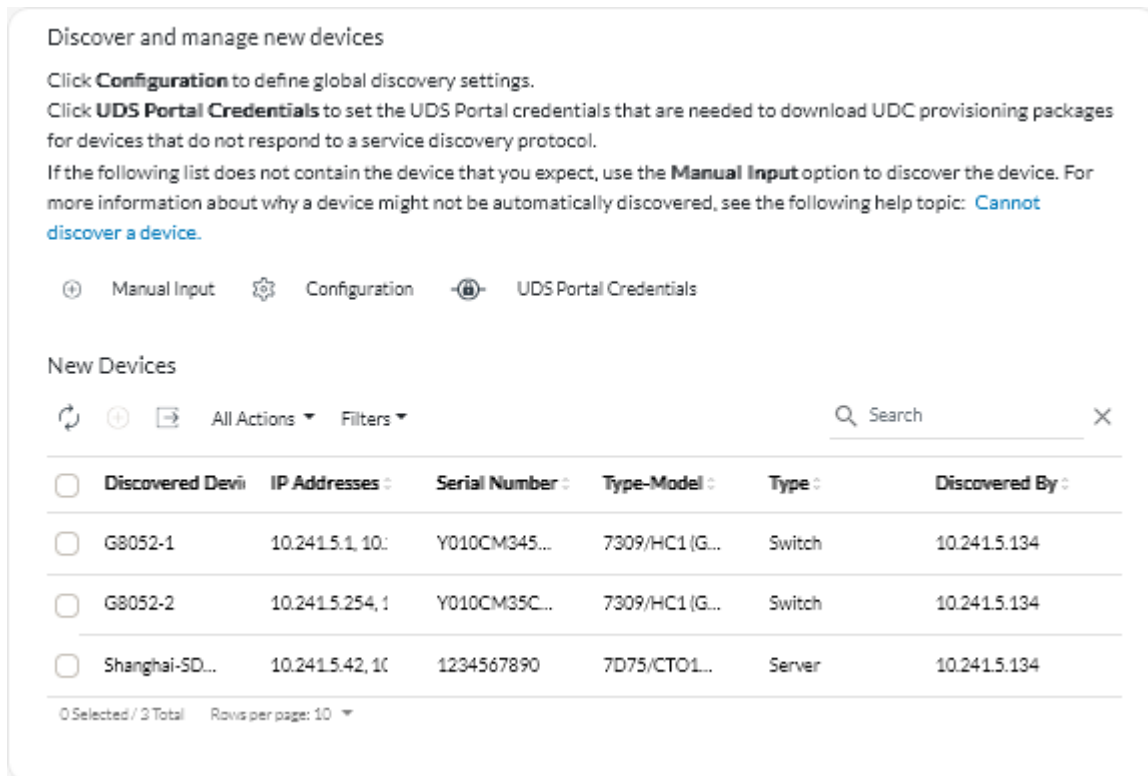 Discover and manage new devices
Click Configuration to define global discovery settings.
Click UDS Portal Credentials to set the UDS Portal credentials that are needed to download UDC provisioning packages
for devices that do not respond to a service discovery protocol.
If the following list does not contain the device that you expect, use the Manual Input option to discover the device. For
more information about why a device might not be automatically discovered, see the following help topic: Cannot
discover a device.
Manual Input Configuration UDS Portal Credentials
New Devices
All Actions Filters Search
Discovered Devi IP Addresses Serial Number Type-Model Type Discovered By
G8052-1 10.241.5.1, 10.: Y010CM345... 7309/HC1 (G... Switch 10.241.5.134
G8052-2 10.241.5.254, 1 Y010CM35C... 7309/HC1 (G... Switch 10.241.5.134
Shanghai-SD... 10.241.5.42, 10 1234567890 7D75/CTO1... Server 10.241.5.134
0 Selected / 3 Total Rows per page: 10